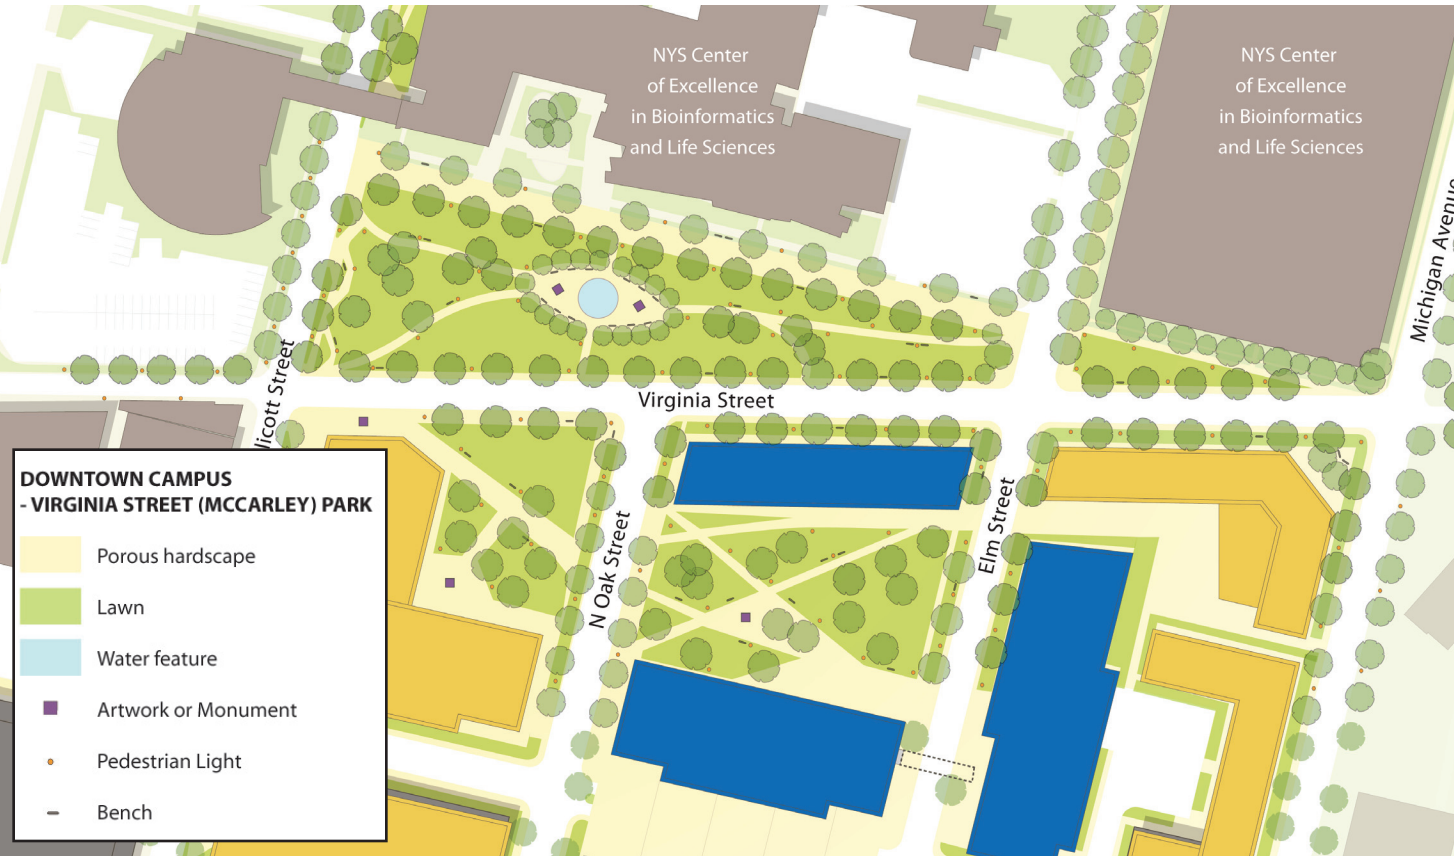 NYS Center
of Excellence
in Bioinformatics
and Life Sciences
NYS Center
of Excellence
in Bioinformatics
and Life Sciences
Michigan Avenue
licott Street
Virginia Street
N Oak Street
Elm Street
DOWNTOWN CAMPUS
- VIRGINIA STREET (MCCARLEY) PARK
Porous hardscape
Lawn
Water feature
Artwork or Monument
Pedestrian Light
Bench